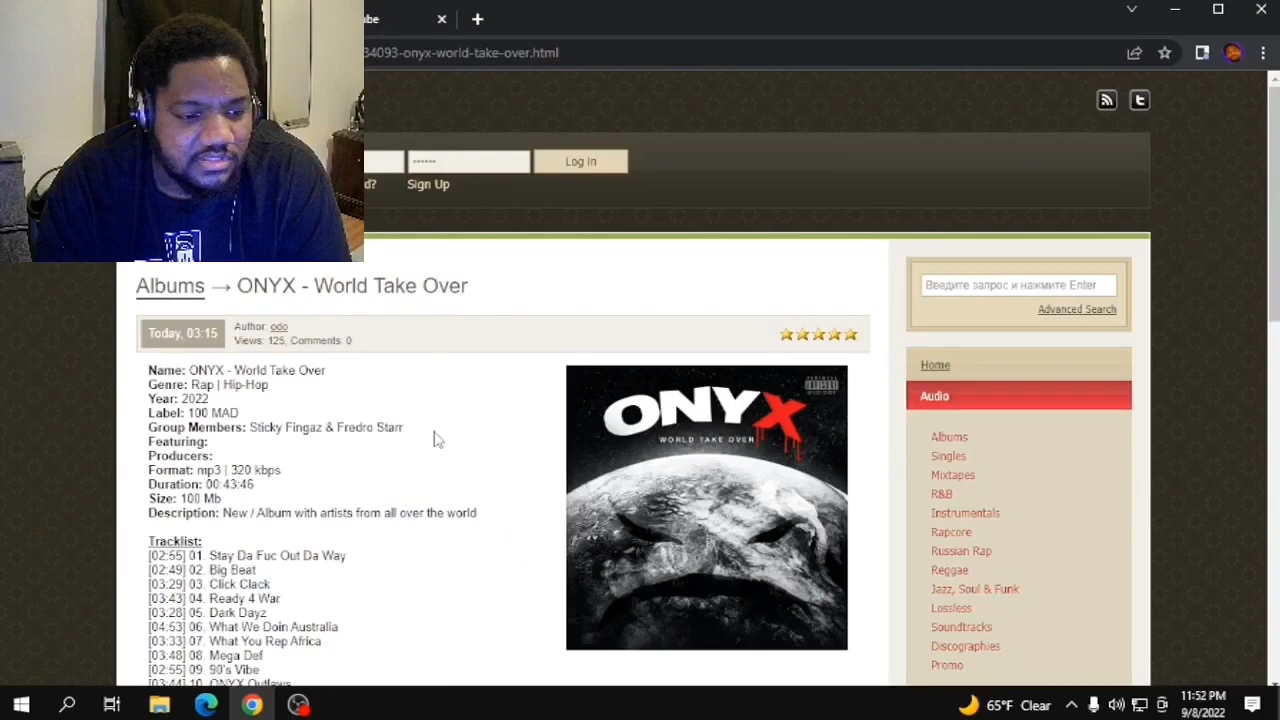 be
34093-onyx-world-take-over.html
Log in
d?
Sign Up
Albums → ONYX - World Take Over
Today, 03:15
Author: odo
Views: 125, Comments: 0
Name: ONYX - World Take Over
Genre: Rap | Hip-Hop
Year: 2022
Label: 100 MAD
Group Members: Sticky Fingaz & Fredro Starr
Featuring:
Producers:
Format: mp3 | 320 kbps
Duration: 00:43:46
Size: 100 Mb
Description: New / Album with artists from all over the world
Tracklist:
[02:55] 01. Stay Da Fuc Out Da Way
[02:49] 02. Big Beat
[03:29] 03. Click Clack
[03:43] 04. Ready 4 War
[03:28] 05. Dark Dayz
[04:53] 06. What We Doin Australia
[03:33] 07. What You Rep Africa
[03:48] 08. Mega Def
[02:55] 09. 90's Vibe
[03:44] 10. ONYX Outlaws
ONYX
WORLD TAKE OVER
Введите запрос и нажмите Enter
Advanced Search
Home
Audio
Albums
Singles
Mixtapes
R&B
Instrumentals
Rapcore
Russian Rap
Reggae
Jazz, Soul & Funk
Lossless
Soundtracks
Discographies
Promo
65°F Clear
11:52 PM
9/8/2022